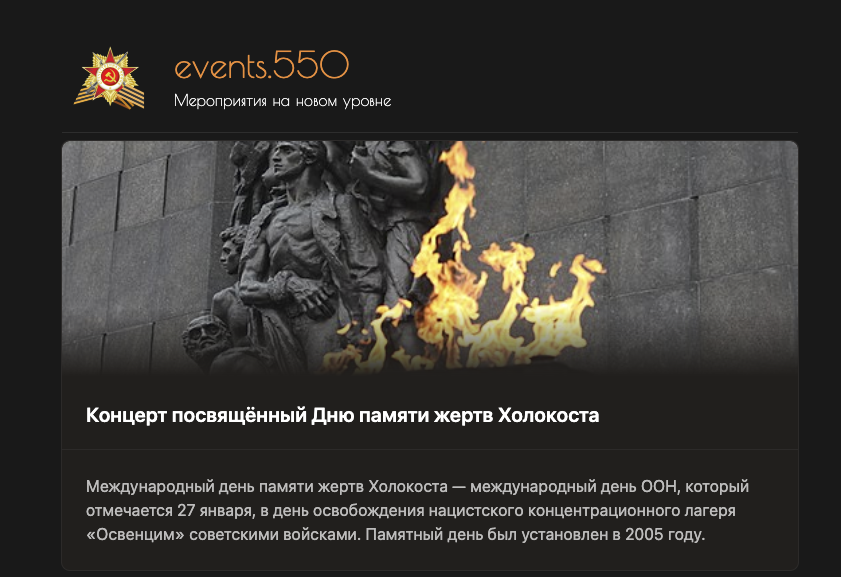 events.550
Мероприятия на новом уровне
Концерт посвящённый Дню памяти жертв Холокоста
Международный день памяти жертв Холокоста — международный день ООН, который
отмечается 27 января, в день освобождения нацистского концентрационного лагеря
«Освенцим» советскими войсками. Памятный день был установлен в 2005 году.